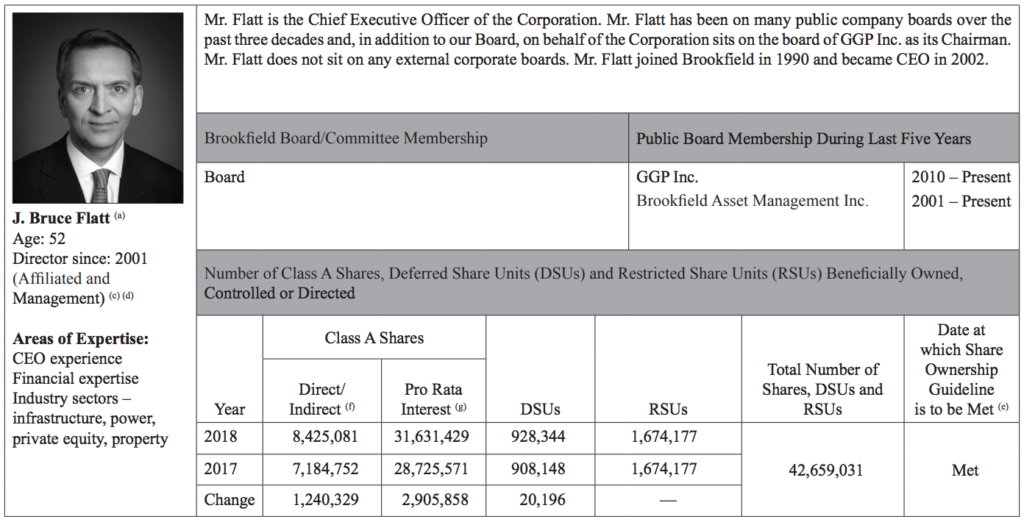 Mr. Flatt is the Chief Executive Officer of the Corporation. Mr. Flatt has been on many public company boards over the
past three decades and, in addition to our Board, on behalf of the Corporation sits on the board of GGP Inc. as its Chairman.
Mr. Flatt does not sit on any external corporate boards. Mr. Flatt joined Brookfield in 1990 and became CEO in 2002.
J. Bruce Flatt (a)
Age: 52
Director since: 2001
(Affiliated and
Management) (c) (d)
Areas of Expertise:
CEO experience
Financial expertise
Industry sectors –
infrastructure, power,
private equity, property
Brookfield Board/Committee Membership
Public Board Membership During Last Five Years
Board
GGP Inc. 2010 – Present
Brookfield Asset Management Inc. 2001 – Present
Number of Class A Shares, Deferred Share Units (DSUs) and Restricted Share Units (RSUs) Beneficially Owned,
Controlled or Directed
Year
Class A Shares
Direct/
Indirect (f)
Pro Rata
Interest (g)
DSUs
RSUs
Total Number of
Shares, DSUs and
RSUs
Date at
which Share
Ownership
Guideline
is to be Met (e)
2018 8,425,081 31,631,429 928,344 1,674,177
2017 7,184,752 28,725,571 908,148 1,674,177
Change 1,240,329 2,905,858 20,196 —
42,659,031
Met